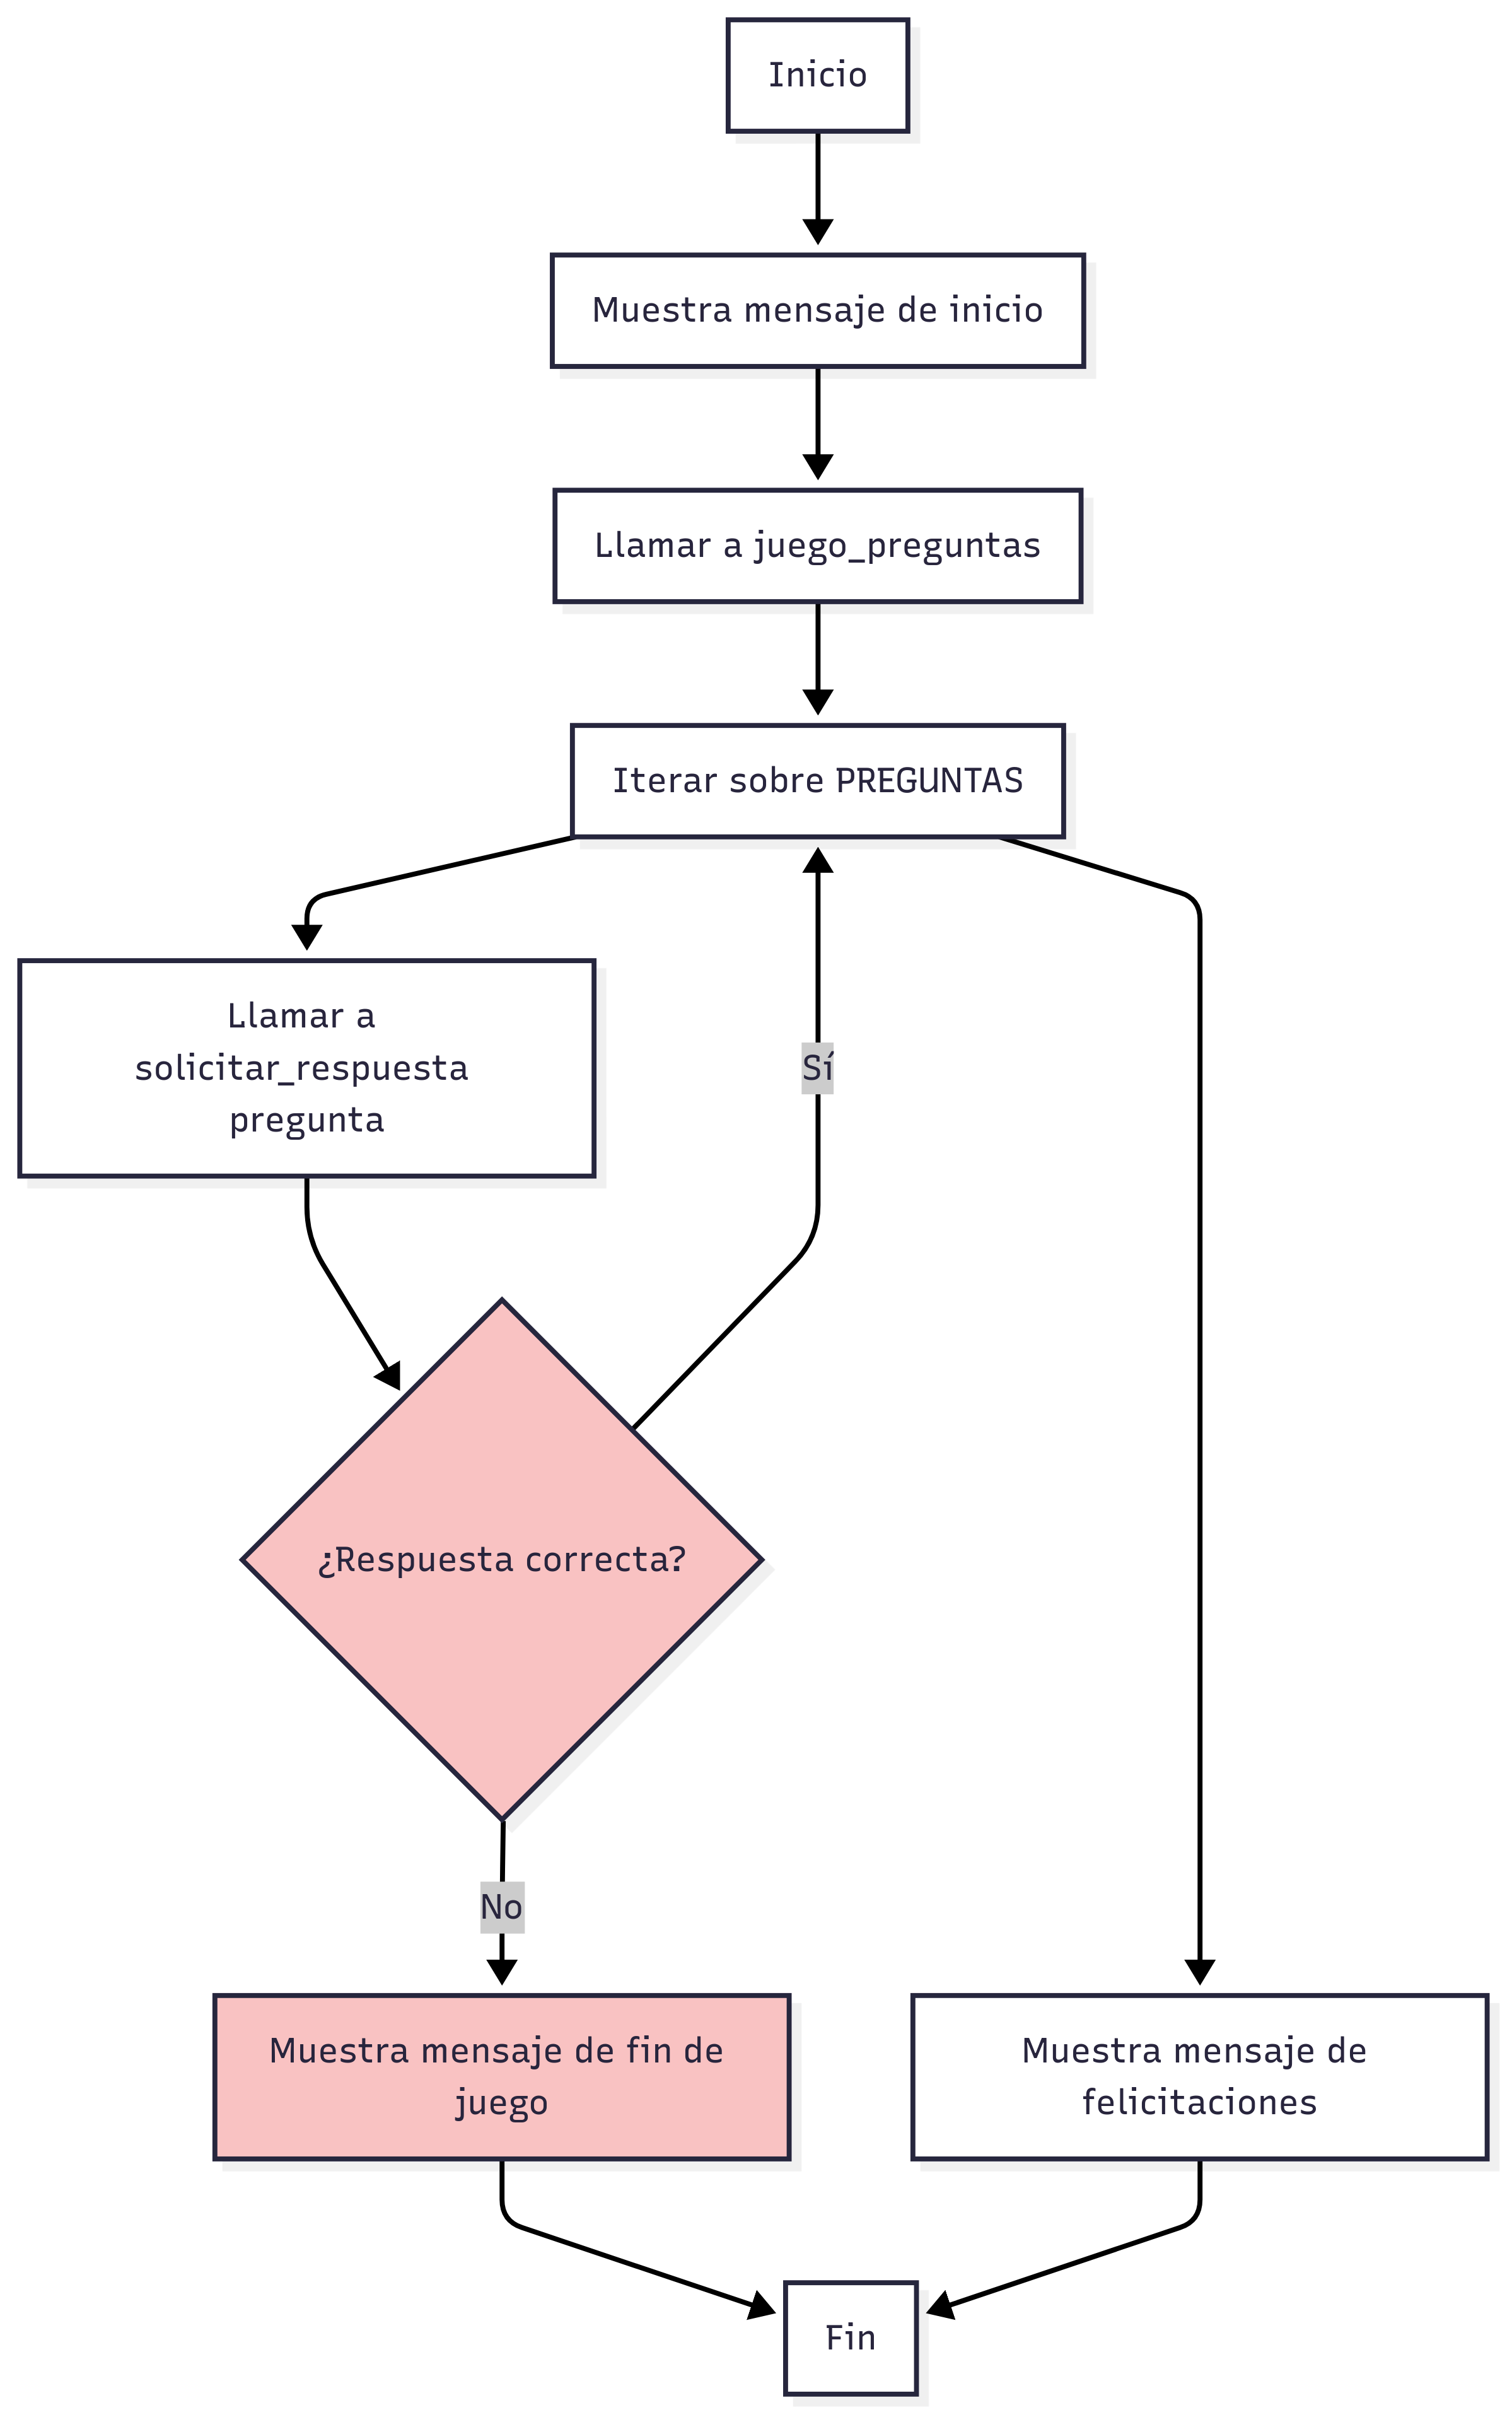 Inicio
Muestra mensaje de inicio
Llamar a juego_preguntas
Iterar sobre PREGUNTAS
Llamar a
solicitar_respuesta
pregunta
Sí
¿Respuesta correcta?
No
Muestra mensaje de fin de
juego
Muestra mensaje de
felicitaciones
Fin